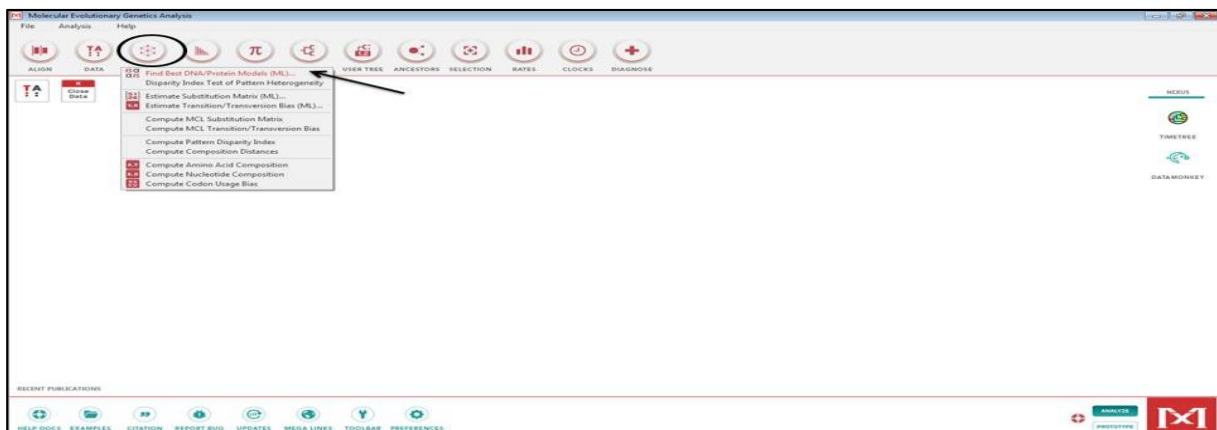 Molecular Evolutionary Genetics Analysis
File Analysis Help
ALIGN DATA USER TREE ANCESTORS SELECTION RATES CLOCKS DIAGNOSE
TA
Close Data
Find Best DNA/Protein Models (ML)...
Disparity Index Test of Pattern Heterogeneity
Estimate Substitution Matrix (ML)...
Estimate Transition/Transversion Bias (ML)...
Compute MCL Substitution Matrix
Compute MCL Transition/Transversion Bias
Compute Pattern Disparity Index
Compute Composition Distances
Compute Amino Acid Composition
Compute Nucleotide Composition
Compute Codon Usage Bias
NEXUS
TIMETREE
DATAMONKEY
RECENT PUBLICATIONS
HELP DOCS EXAMPLES CITATION REPORT BUG UPDATES MEGA LINKS TOOLBAR PREFERENCES
ANALYZE
PROTOTYPE